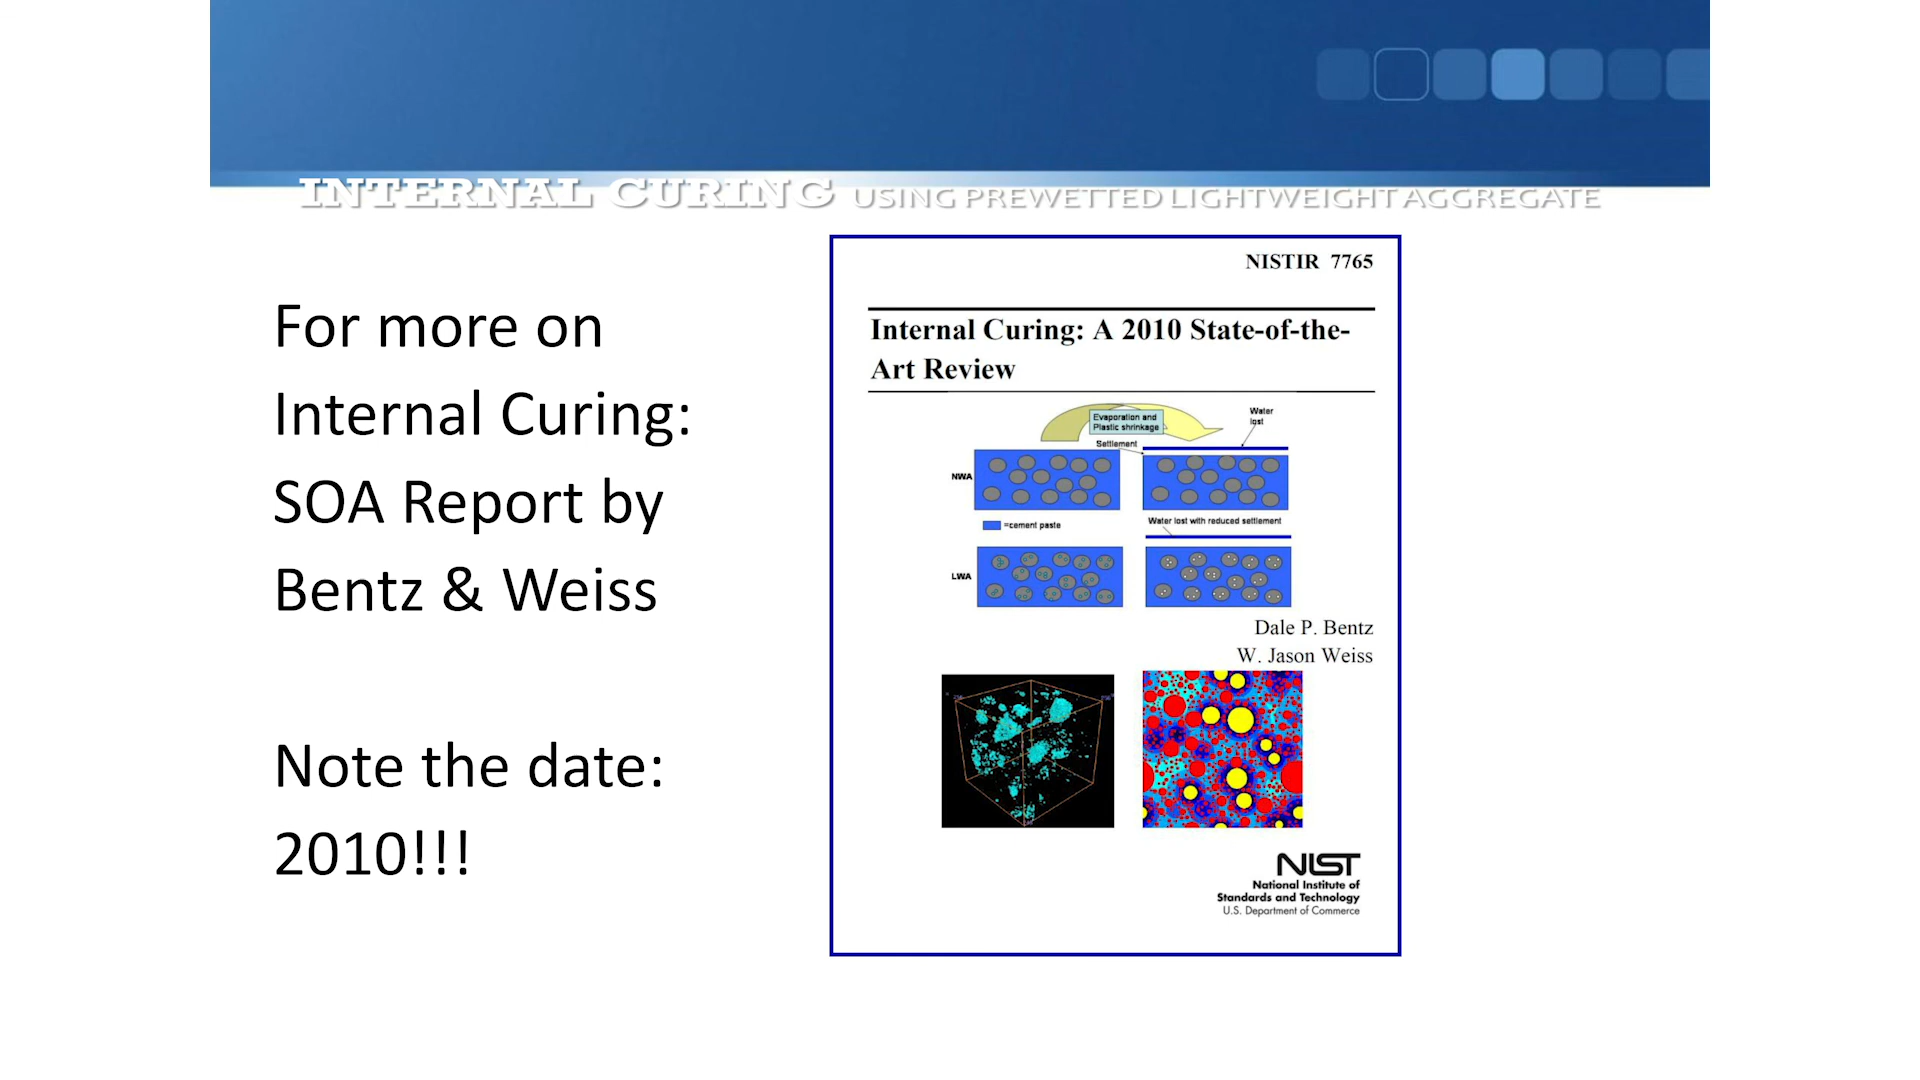 INTERNAL CURING USING PREWETTED LIGHTWEIGHT AGGREGATE
For more on
Internal Curing:
SOA Report by
Bentz & Weiss
Note the date:
2010!!!
NISTIR 7765
Internal Curing: A 2010 State-of-the-
Art Review
Evaporation and
Plastic shrinkage
Water
lost
Settlement
NWA
=cement paste
Water lost with reduced settlement
LWA
Dale P. Bentz
W. Jason Weiss
NIST
National Institute of
Standards and Technology
U.S. Department of Commerce